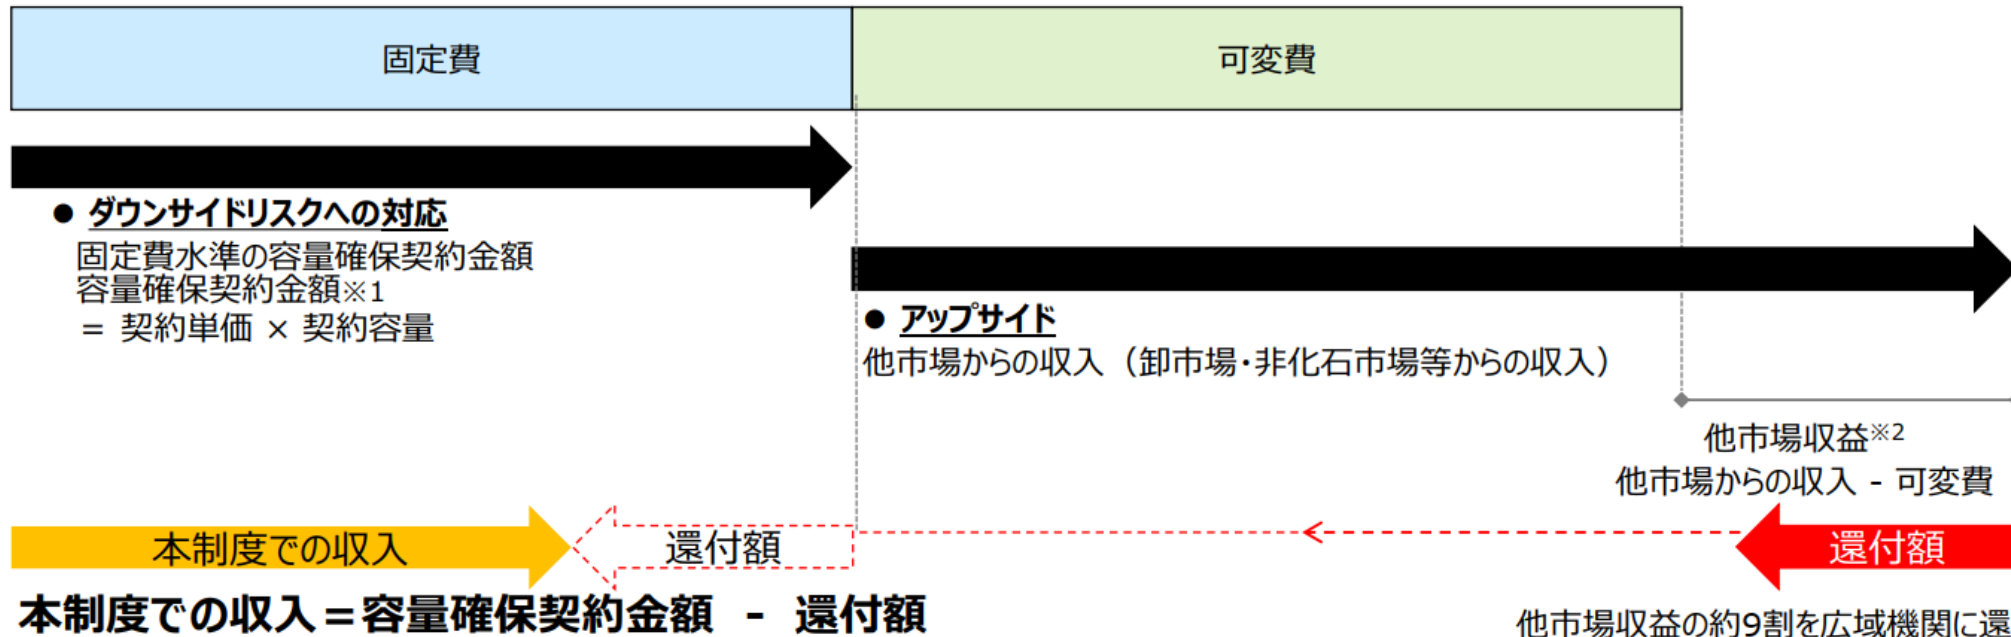 固定費
可変費
● ダウンサイドリスクへの対応
固定費水準の容量確保契約金額
容量確保契約金額※1
= 契約単価 × 契約容量
● アップサイド
他市場からの収入（卸市場・非化石市場等からの収入）
他市場収益※2
他市場からの収入 - 可変費
本制度での収入
還付額
還付額
本制度での収入＝容量確保契約金額 - 還付額
他市場収益の約9割を広域機関に還